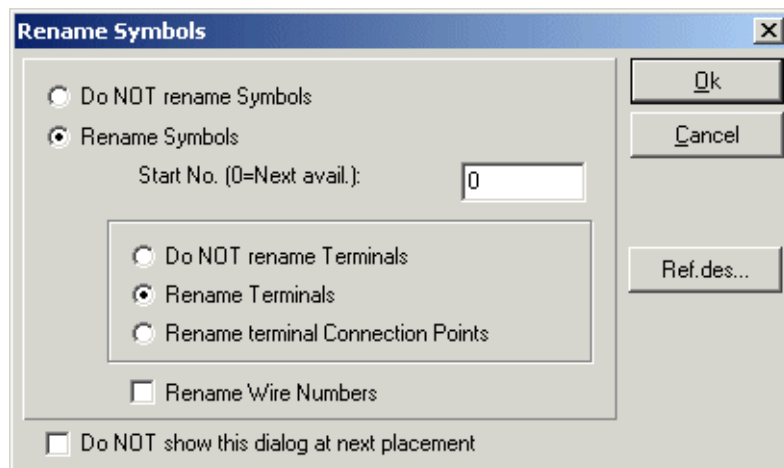 Rename Symbols
Do NOT rename Symbols
Rename Symbols
Start No. (0=Next avail.):
0
Do NOT rename Terminals
Rename Terminals
Rename terminal Connection Points
Rename Wire Numbers
Do NOT show this dialog at next placement
Ok
Cancel
Ref.des...